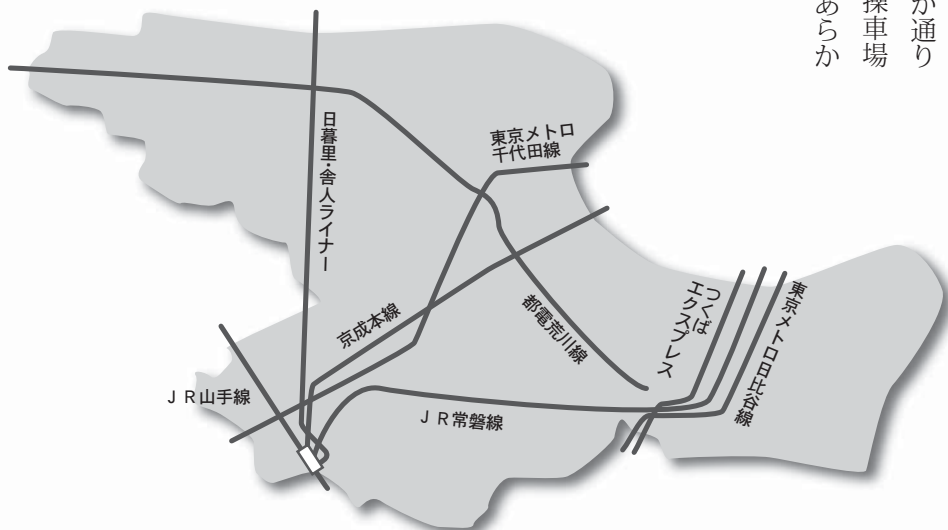 が通り
操車場
あらか
日暮里・舎人ライナー
東京メトロ
千代田線
京成本線
都電荒川線
つくば
エクスプレス
東京メトロ日比谷線
JR山手線
JR常磐線